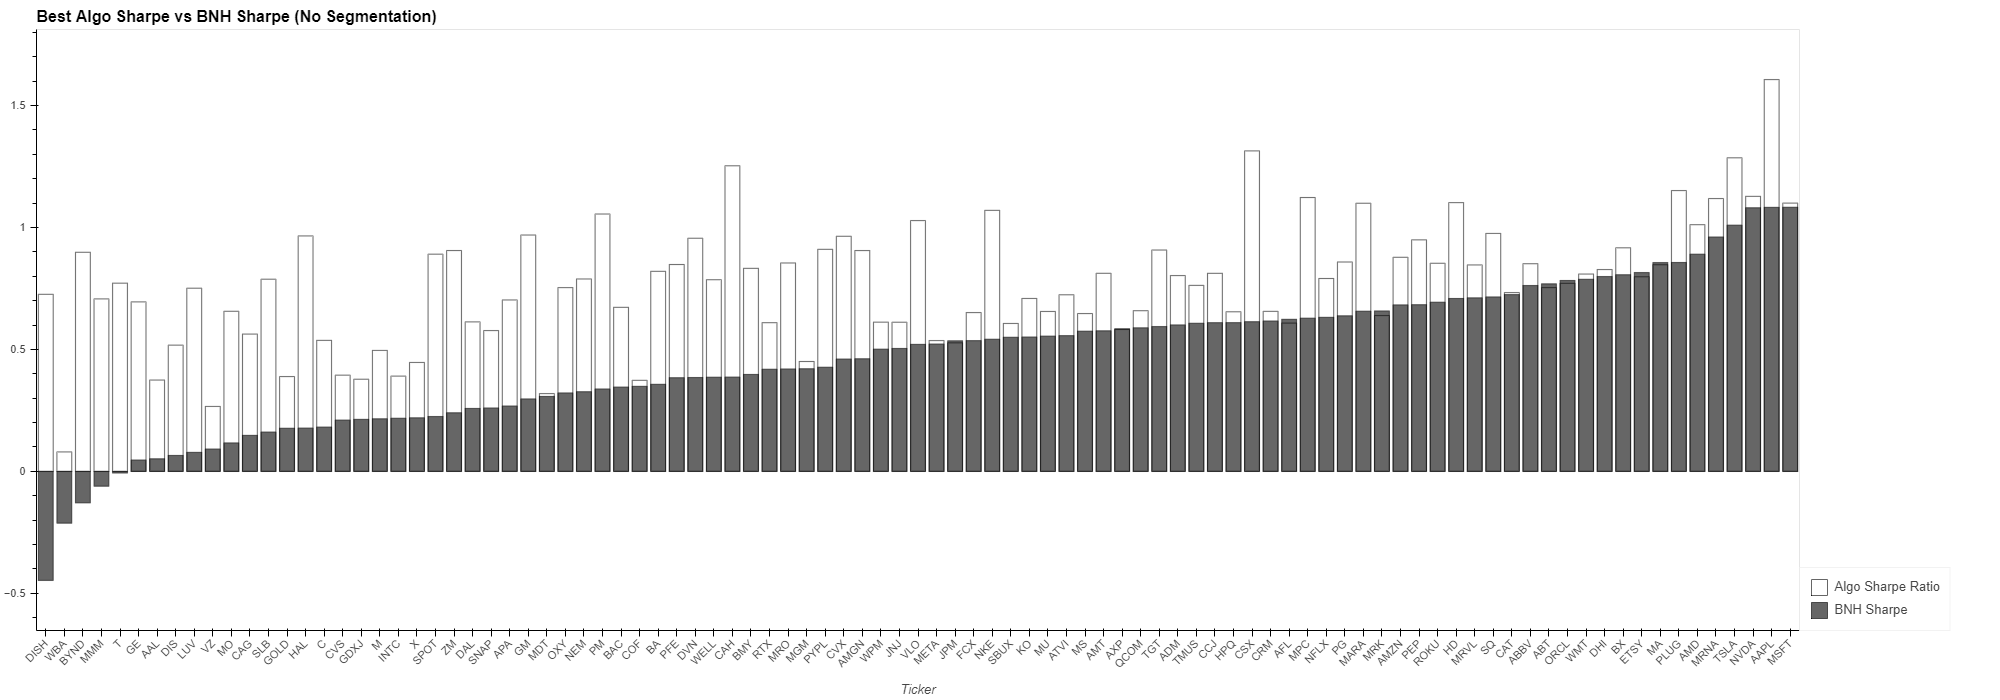 Best Algo Sharpe vs BNH Sharpe (No Segmentation)
1.5
1
0.5
0
−0.5
DISH
WBA
BYND
MMM
T
GE
AAL
DIS
LUV
VZ
MO
CAG
SLB
GOLD
HAL
C
CVS
GDXJ
M
INTC
X
SPOT
ZM
DAL
SNAP
APA
GM
MDT
OXY
NEM
PM
BAC
COF
BA
PFE
DVN
WELL
CAH
BMY
RTX
MRO
MGM
PYPL
CVX
AMGN
WPM
JNJ
VLO
META
JPM
FCX
NKE
SBUX
KO
MU
ATVI
MS
AMT
AXP
QCOM
TGT
ADM
TMUS
CCJ
HPQ
CSX
CRM
AFL
MPC
NFLX
PG
MARA
MRK
AMZN
PEP
ROKU
HD
MRVL
SQ
CAT
ABBV
ABT
ORCL
WMT
DHI
BX
ETSY
MA
PLUG
AMD
MRNA
TSLA
NVDA
AAPL
MSFT
Ticker
Algo Sharpe Ratio
BNH Sharpe